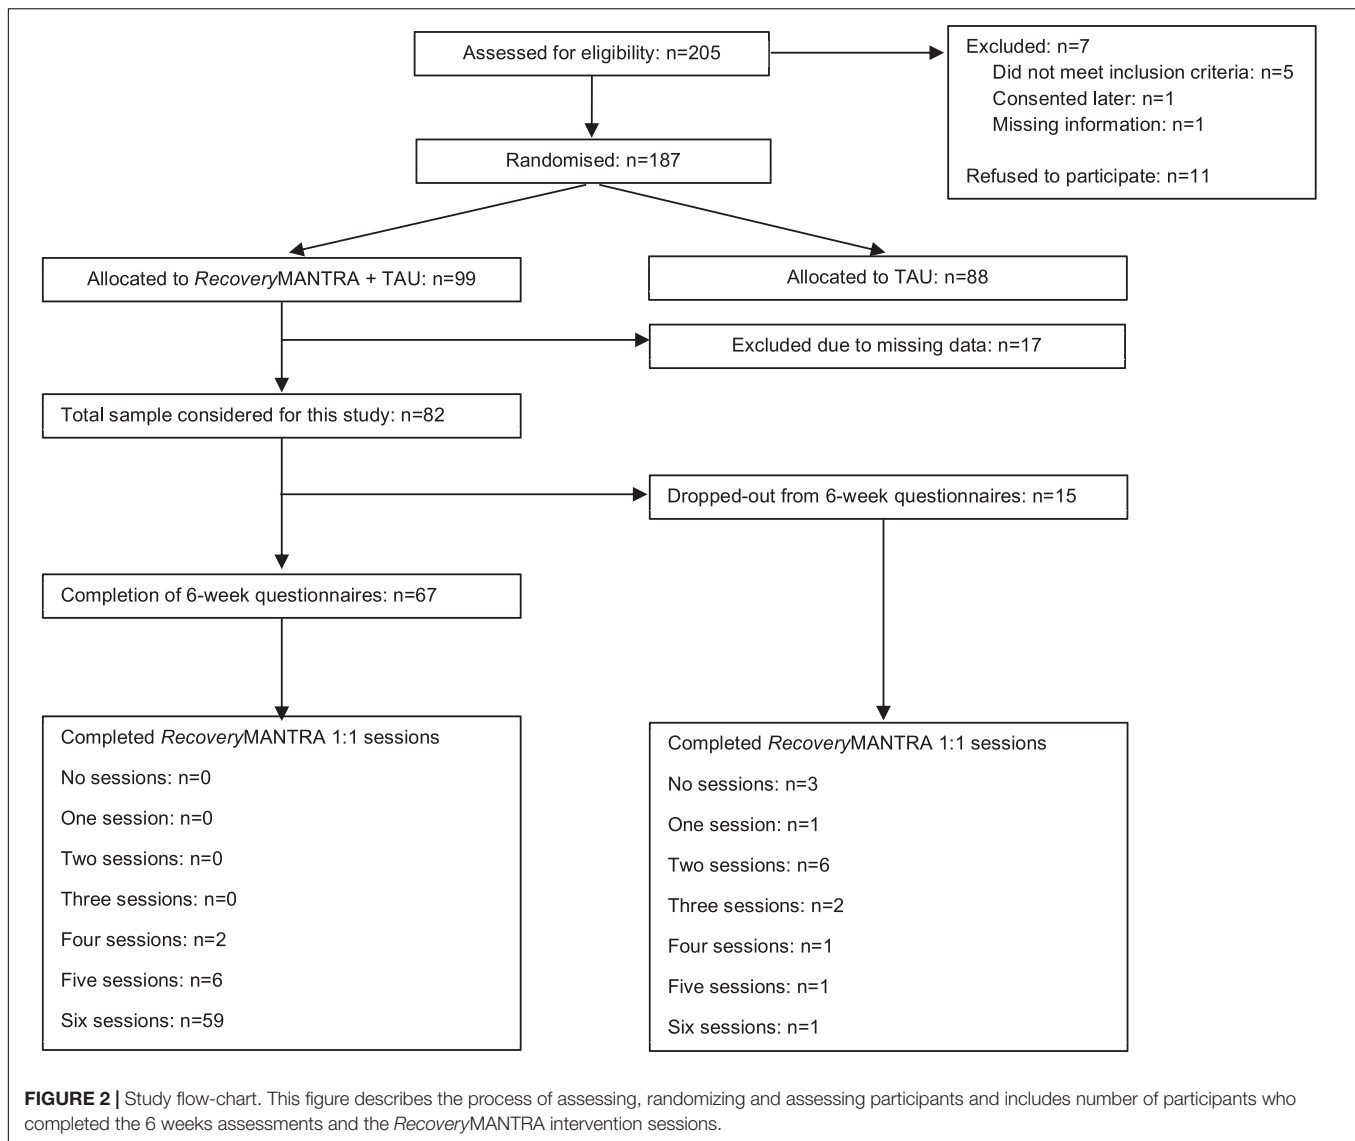 Assessed for eligibility: n=205
Excluded: n=7
Did not meet inclusion criteria: n=5
Consented later: n=1
Missing information: n=1
Refused to participate: n=11
Randomised: n=187
Allocated to RecoveryMANTRA + TAU: n=99
Allocated to TAU: n=88
Excluded due to missing data: n=17
Total sample considered for this study: n=82
Dropped-out from 6-week questionnaires: n=15
Completion of 6-week questionnaires: n=67
Completed RecoveryMANTRA 1:1 sessions
No sessions: n=0
One session: n=0
Two sessions: n=0
Three sessions: n=0
Four sessions: n=2
Five sessions: n=6
Six sessions: n=59
Completed RecoveryMANTRA 1:1 sessions
No sessions: n=3
One session: n=1
Two sessions: n=6
Three sessions: n=2
Four sessions: n=1
Five sessions: n=1
Six sessions: n=1
FIGURE 2 | Study flow-chart. This figure describes the process of assessing, randomizing and assessing participants and includes number of participants who
completed the 6 weeks assessments and the RecoveryMANTRA intervention sessions.